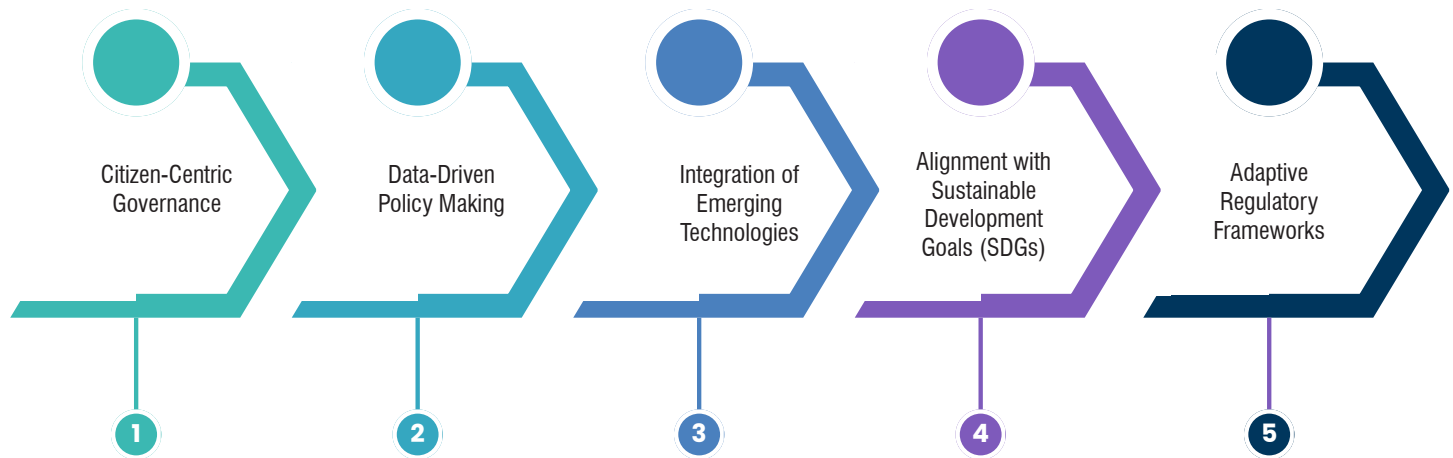 Citizen-Centric
Governance
1
Data-Driven
Policy Making
2
Integration of
Emerging
Technologies
3
Alignment with
Sustainable
Development
Goals (SDGs)
4
Adaptive
Regulatory
Frameworks
5